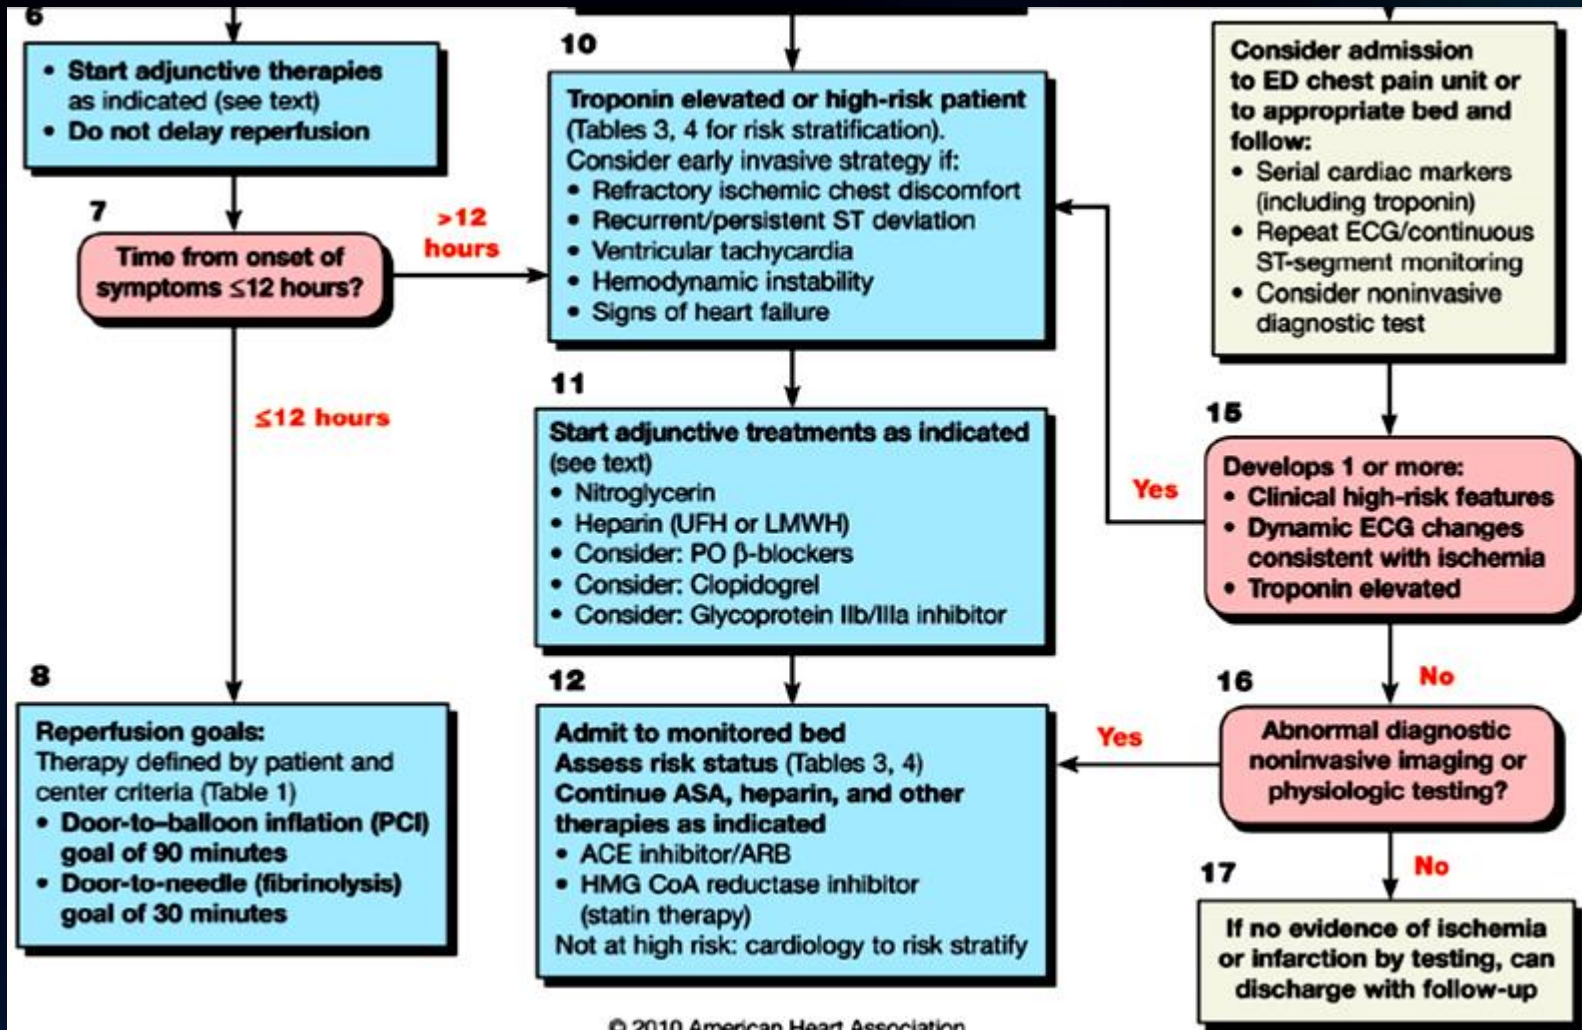 6
• Start adjunctive therapies
as indicated (see text)
• Do not delay reperfusion
7
Time from onset of
symptoms ≤12 hours?
>12
hours
≤12 hours
8
Reperfusion goals:
Therapy defined by patient and
center criteria (Table 1)
• Door-to–balloon inflation (PCI)
goal of 90 minutes
• Door-to-needle (fibrinolysis)
goal of 30 minutes
10
Troponin elevated or high-risk patient
(Tables 3, 4 for risk stratification).
Consider early invasive strategy if:
• Refractory ischemic chest discomfort
• Recurrent/persistent ST deviation
• Ventricular tachycardia
• Hemodynamic instability
• Signs of heart failure
11
Start adjunctive treatments as indicated
(see text)
• Nitroglycerin
• Heparin (UFH or LMWH)
• Consider: PO β-blockers
• Consider: Clopidogrel
• Consider: Glycoprotein IIb/IIIa inhibitor
12
Admit to monitored bed
Assess risk status (Tables 3, 4)
Continue ASA, heparin, and other
therapies as indicated
• ACE inhibitor/ARB
• HMG CoA reductase inhibitor
(statin therapy)
Not at high risk: cardiology to risk stratify
Consider admission
to ED chest pain unit or
to appropriate bed and
follow:
• Serial cardiac markers
(including troponin)
• Repeat ECG/continuous
ST-segment monitoring
• Consider noninvasive
diagnostic test
15
Develops 1 or more:
• Clinical high-risk features
• Dynamic ECG changes
consistent with ischemia
• Troponin elevated
Yes
No
16
Abnormal diagnostic
noninvasive imaging or
physiologic testing?
Yes
No
17
If no evidence of ischemia
or infarction by testing, can
discharge with follow-up
© 2010 American Heart Association